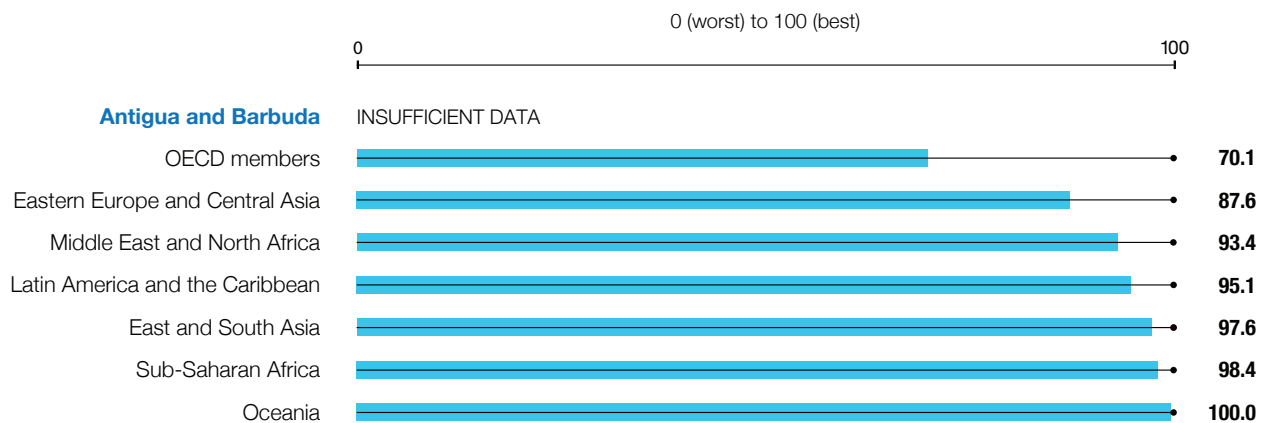 0 (worst) to 100 (best)
0 100
Antigua and Barbuda INSUFFICIENT DATA
OECD members 70.1
Eastern Europe and Central Asia 87.6
Middle East and North Africa 93.4
Latin America and the Caribbean 95.1
East and South Asia 97.6
Sub-Saharan Africa 98.4
Oceania 100.0